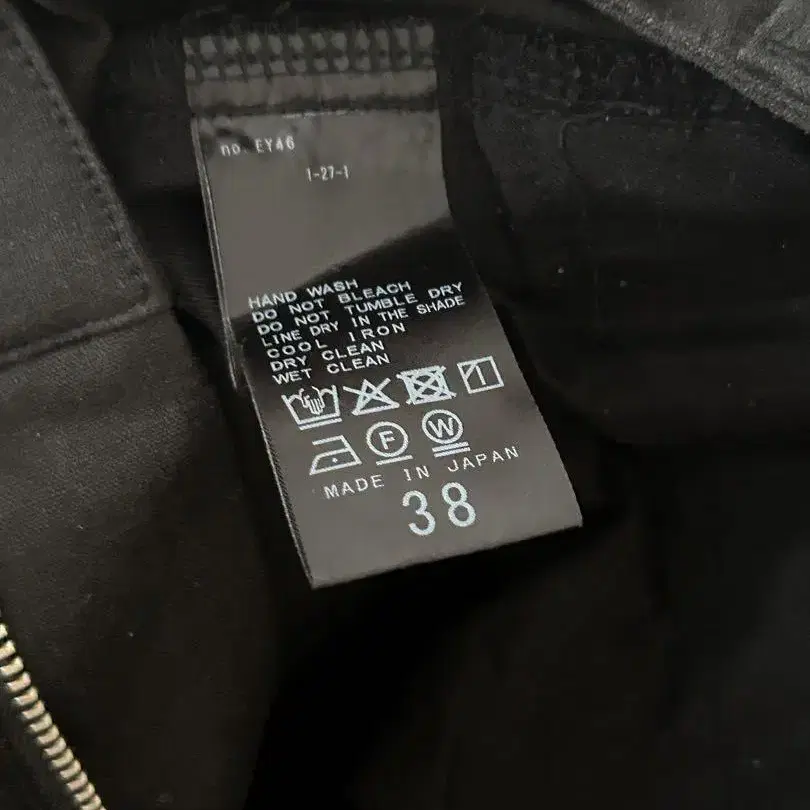 no. EY46
1-27-1
HAND WASH
DO NOT BLEACH
DO NOT TUMBLE DRY
LINE DRY IN THE SHADE
COOL IRON
DRY CLEAN
WET CLEAN
F W
MADE IN JAPAN
38